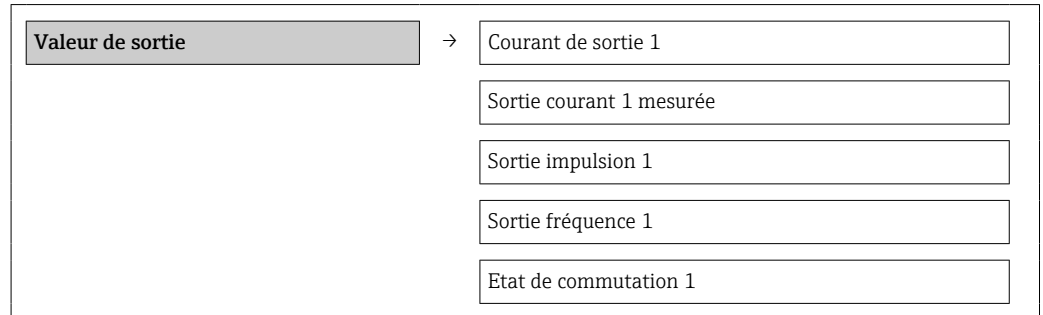 Valeur de sortie → Courant de sortie 1
Sortie courant 1 mesurée
Sortie impulsion 1
Sortie fréquence 1
Etat de commutation 1